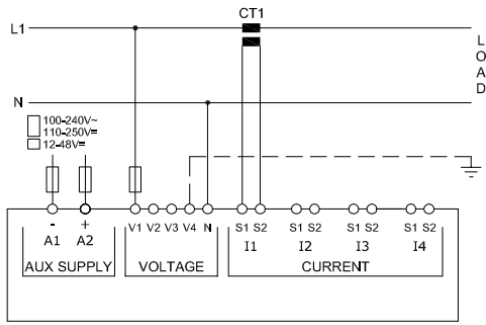 CT1
L1
LOAD
N
100-240V~
110-250V=
12-48V=
- + V1 V2 V3 V4 N S1 S2 S1 S2 S1 S2 S1 S2
A1 A2 I1 I2 I3 I4
AUX SUPPLY VOLTAGE CURRENT